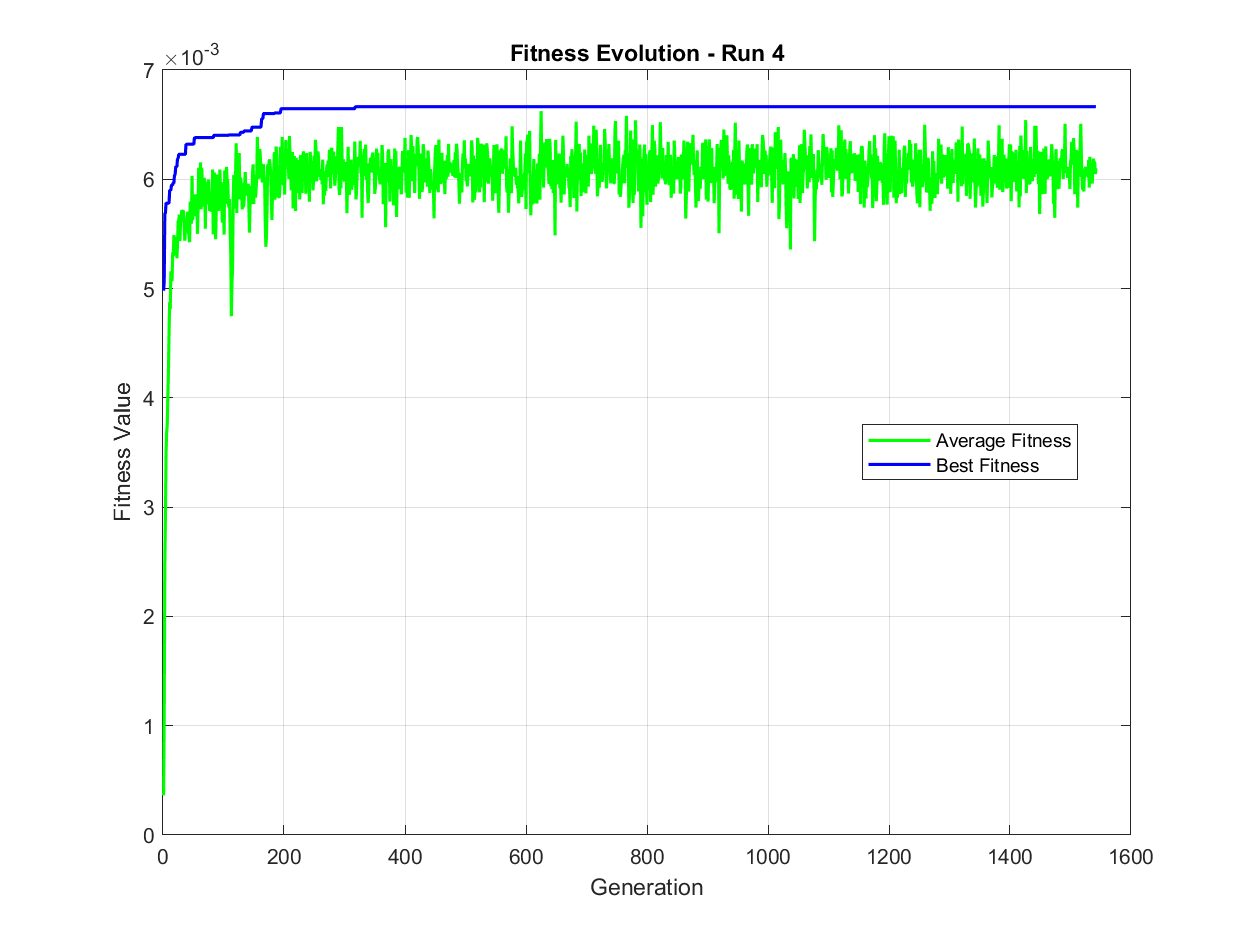 Fitness Evolution - Run 4
×10⁻³
7
6
5
4
3
2
1
0
0 200 400 600 800 1000 1200 1400 1600
Fitness Value
Generation
Average Fitness
Best Fitness